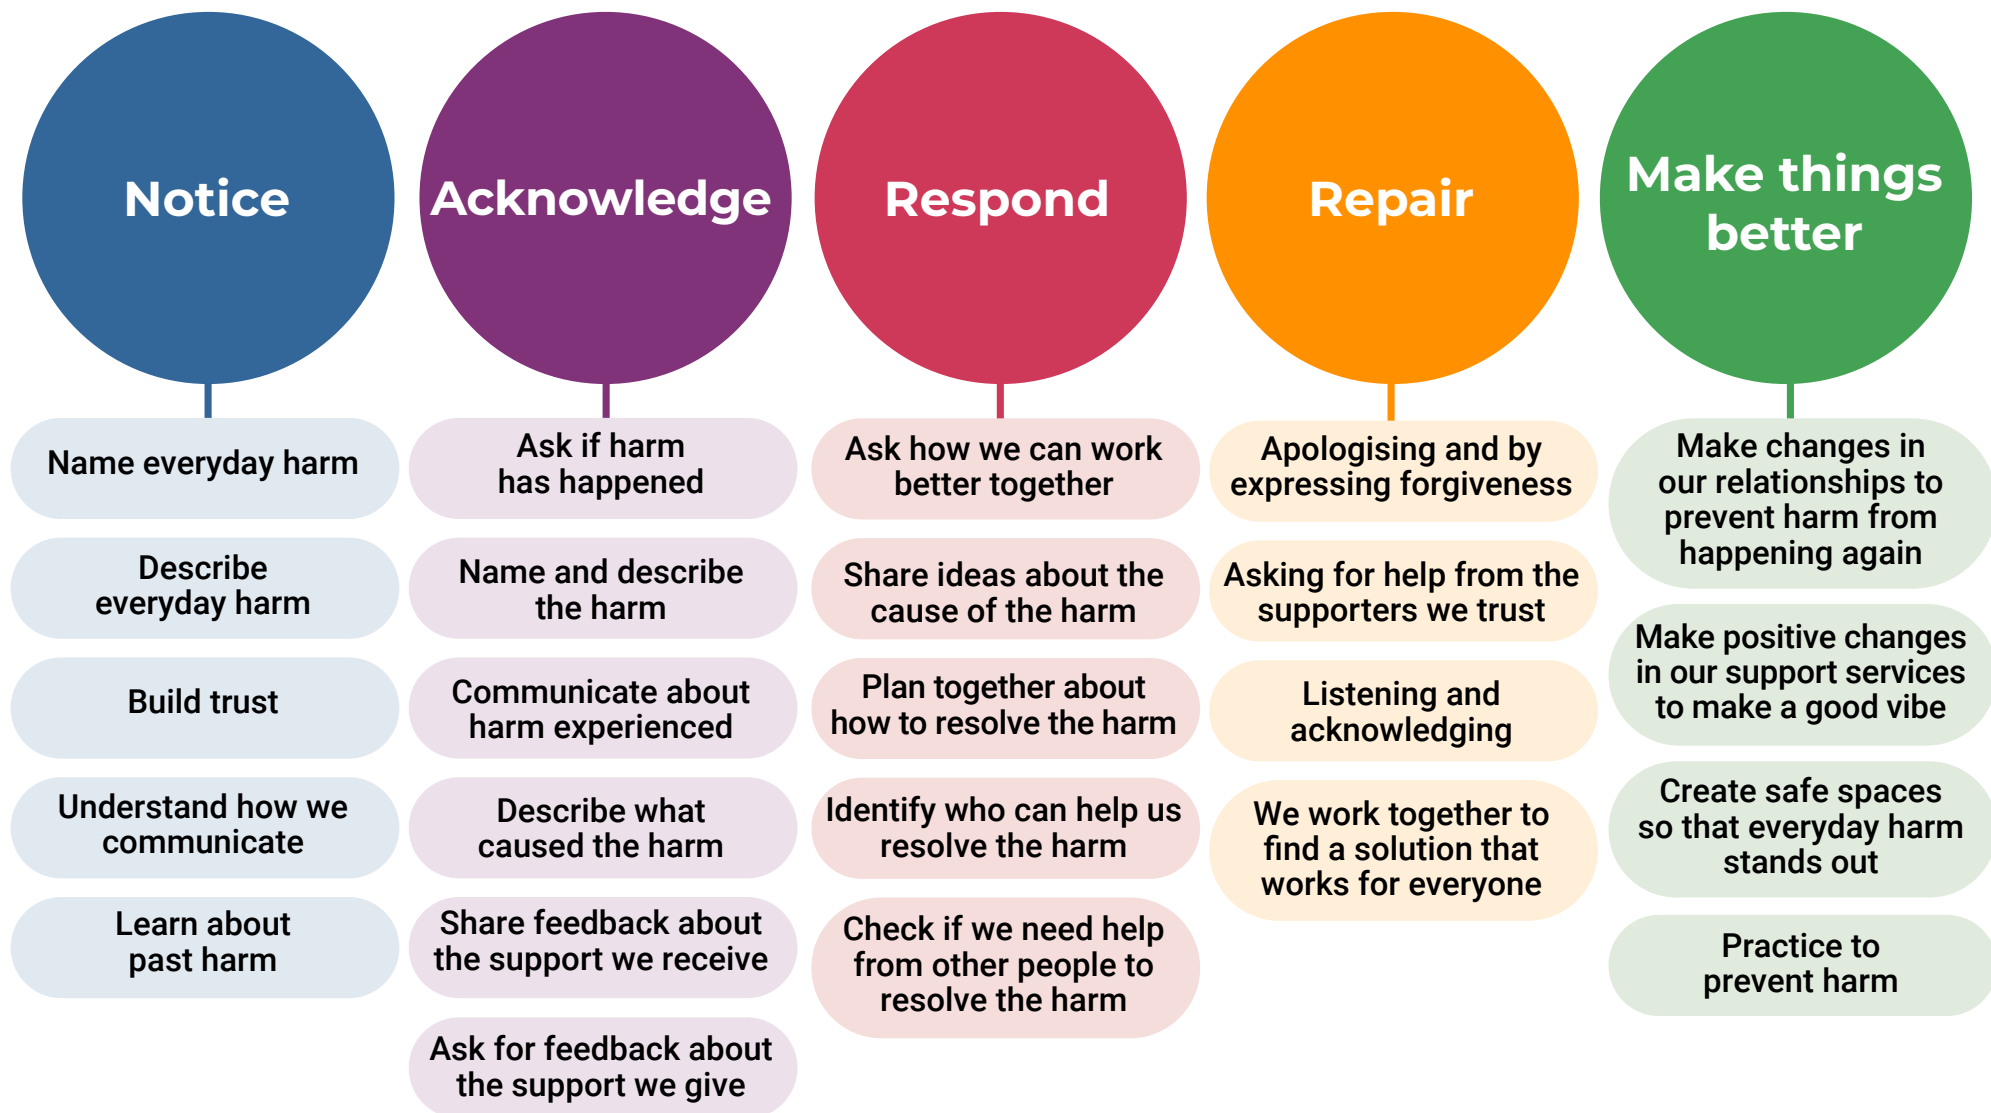 Notice
Name everyday harm
Describe
everyday harm
Build trust
Understand how we
communicate
Learn about
past harm
Acknowledge
Ask if harm
has happened
Name and describe
the harm
Communicate about
harm experienced
Describe what
caused the harm
Share feedback about
the support we receive
Ask for feedback about
the support we give
Respond
Ask how we can work
better together
Share ideas about the
cause of the harm
Plan together about
how to resolve the harm
Identify who can help us
resolve the harm
Check if we need help
from other people to
resolve the harm
Repair
Apologising and by
expressing forgiveness
Asking for help from the
supporters we trust
Listening and
acknowledging
We work together to
find a solution that
works for everyone
Make things
better
Make changes in
our relationships to
prevent harm from
happening again
Make positive changes
in our support services
to make a good vibe
Create safe spaces
so that everyday harm
stands out
Practice to
prevent harm